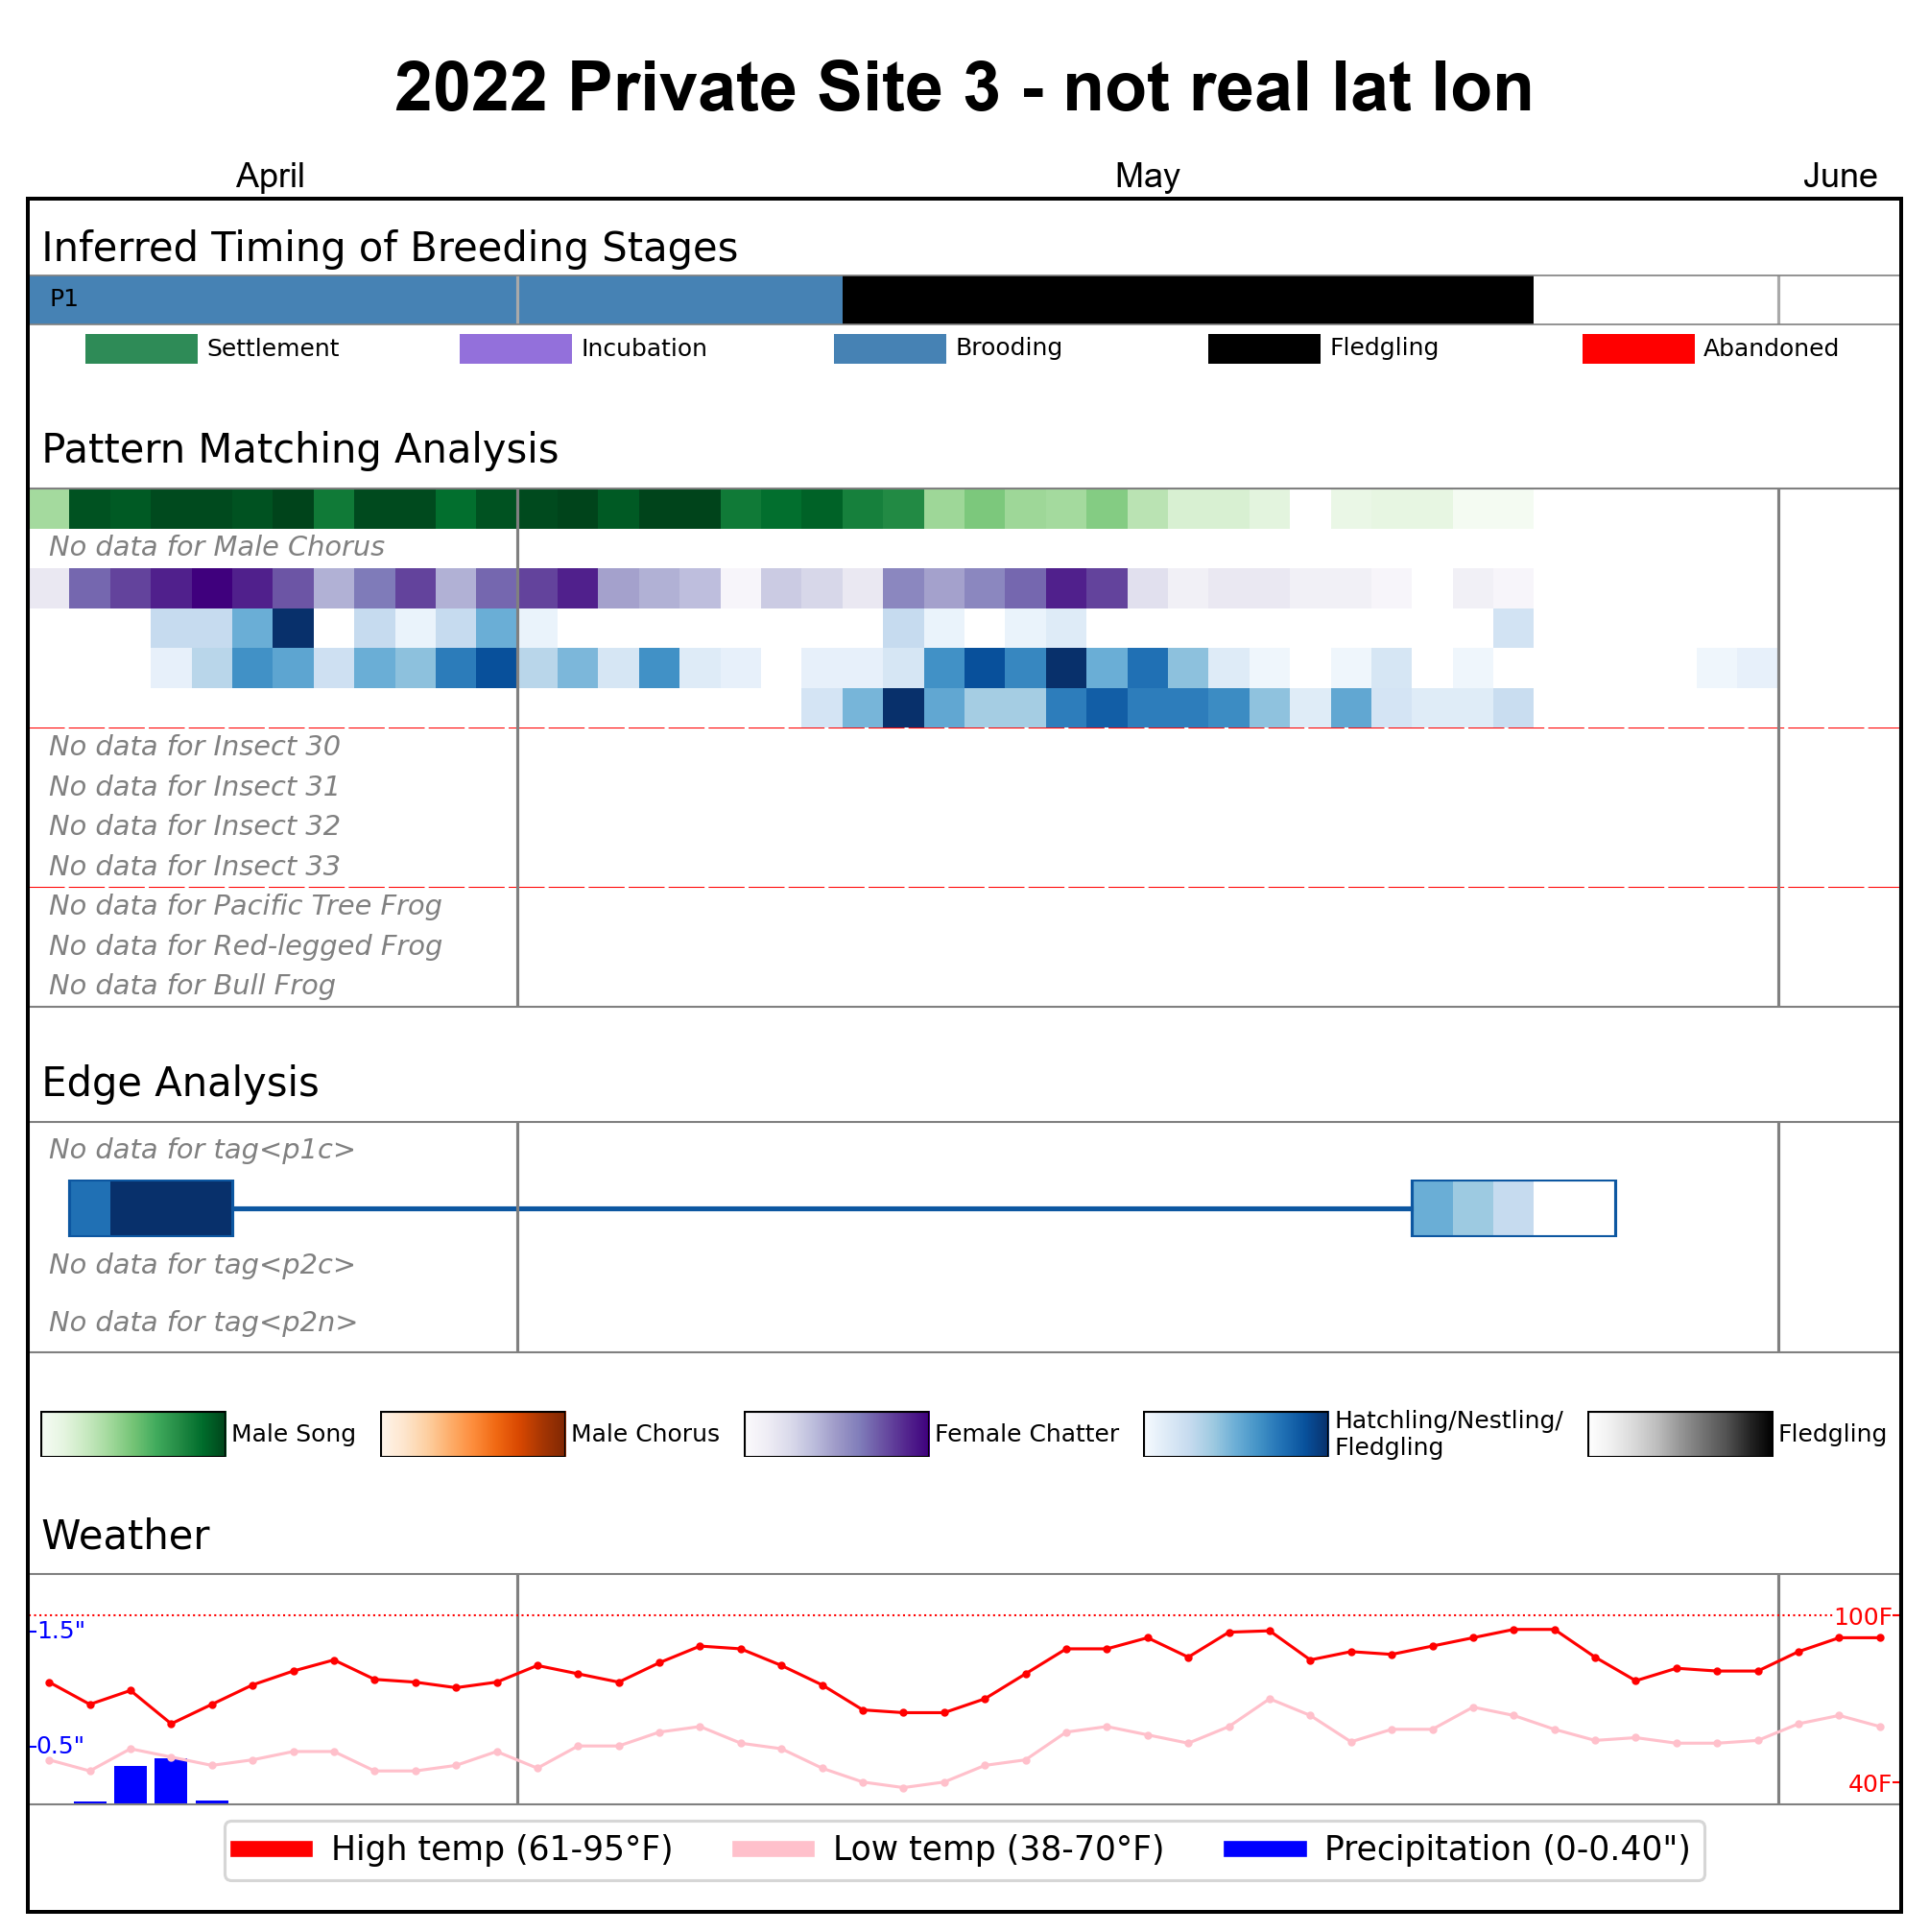 2022 Private Site 3 - not real lat lon
April May June
Inferred Timing of Breeding Stages
P1
Settlement Incubation Brooding Fledgling Abandoned
Pattern Matching Analysis
No data for Male Chorus
No data for Insect 30
No data for Insect 31
No data for Insect 32
No data for Insect 33
No data for Pacific Tree Frog
No data for Red-legged Frog
No data for Bull Frog
Edge Analysis
No data for tag<p1c>
No data for tag<p2c>
No data for tag<p2n>
Male Song Male Chorus Female Chatter Hatchling/Nestling/ Fledgling
Fledgling
Weather
1.5" 100F
0.5" 40F
High temp (61-95°F) Low temp (38-70°F) Precipitation (0-0.40")